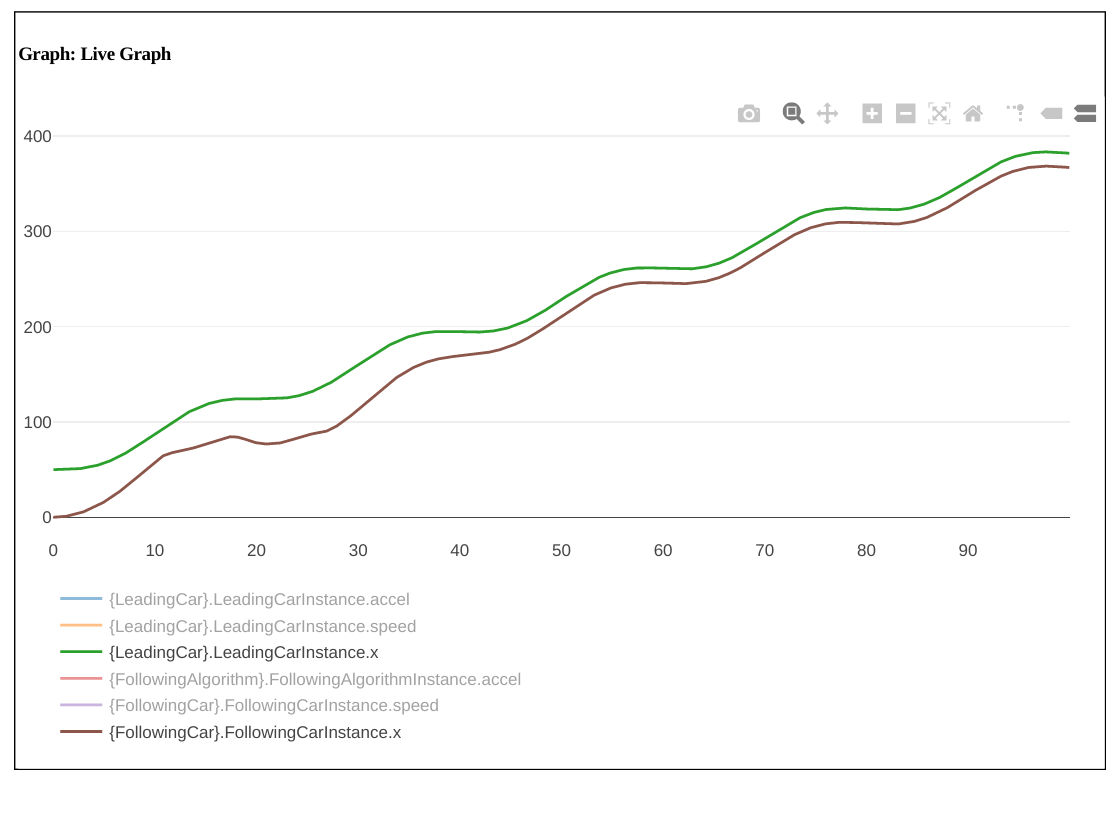 Graph: Live Graph
400
300
200
100
0
0 10 20 30 40 50 60 70 80 90
{LeadingCar}.LeadingCarInstance.accel
{LeadingCar}.LeadingCarInstance.speed
{LeadingCar}.LeadingCarInstance.x
{FollowingAlgorithm}.FollowingAlgorithmInstance.accel
{FollowingCar}.FollowingCarInstance.speed
{FollowingCar}.FollowingCarInstance.x